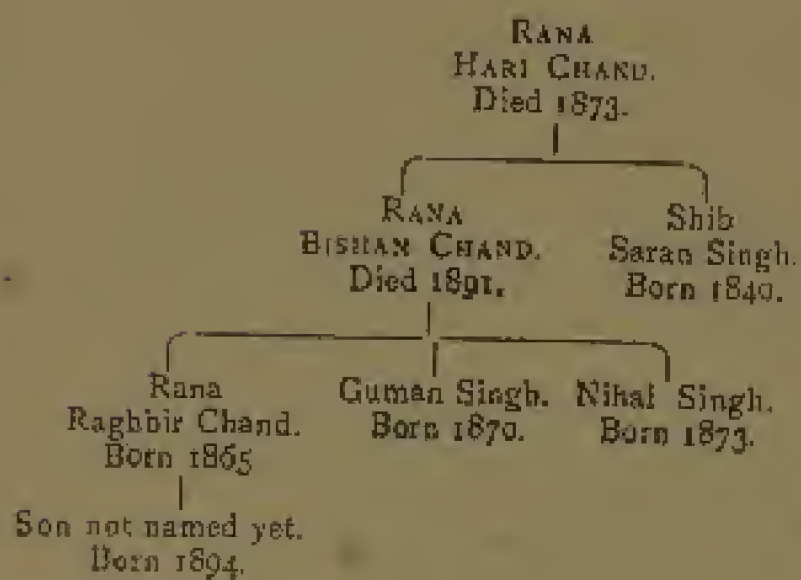 RANA
HARI CHAND.
Died 1873.
RANA
BISHAN CHAND.
Died 1891.
Shib
Saran Singh.
Born 1840.
Rana
Raghbir Chand.
Born 1865
Guman Singh.
Born 1870.
Nihal Singh.
Born 1873.
Son not named yet.
Born 1894.